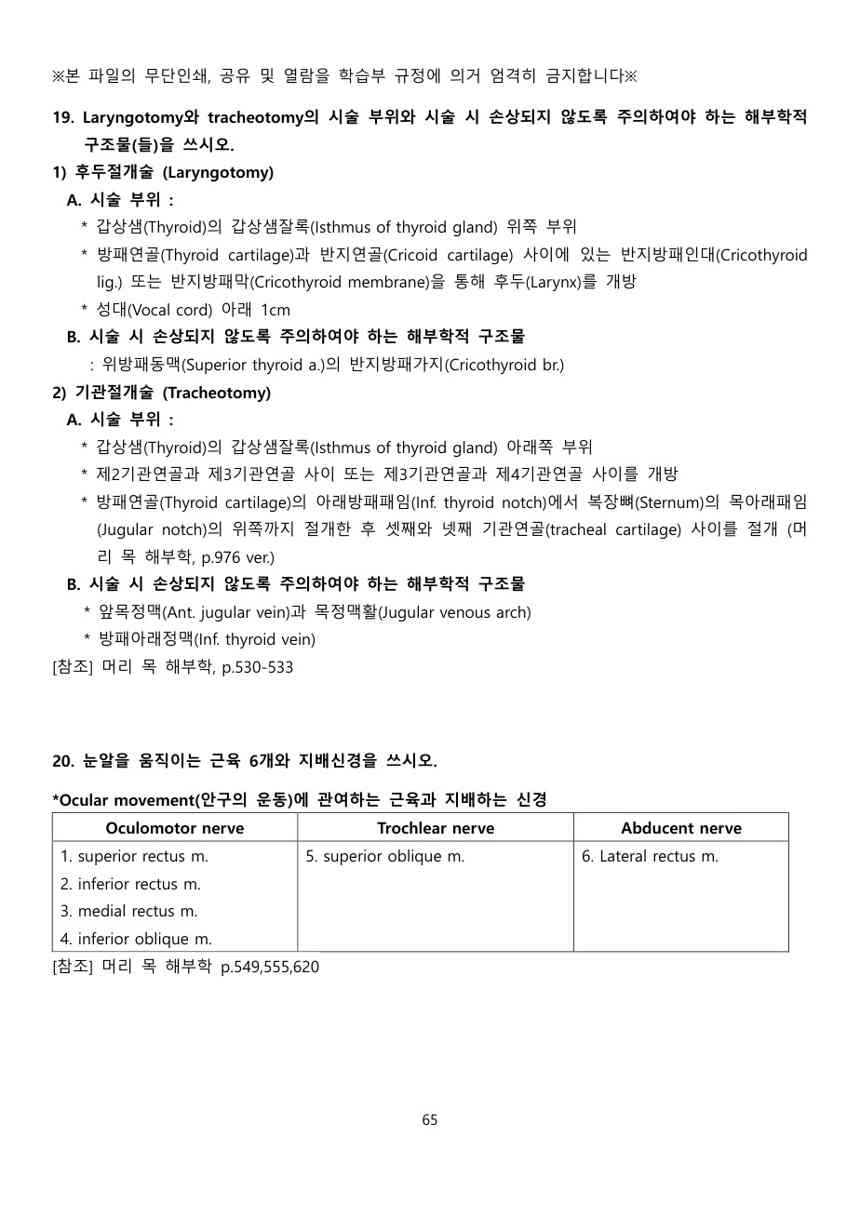 ※본 파일의 무단인쇄, 공유 및 열람을 학습부 규정에 의거 엄격히 금지합니다※
19. Laryngotomy와 tracheotomy의 시술 부위와 시술 시 손상되지 않도록 주의하여야 하는 해부학적
구조물(들)을 쓰시오.
1) 후두절개술 (Laryngotomy)
A. 시술 부위 :
* 갑상샘(Thyroid)의 갑상샘잘록(Isthmus of thyroid gland) 위쪽 부위
* 방패연골(Thyroid cartilage)과 반지연골(Cricoid cartilage) 사이에 있는 반지방패인대(Cricothyroid
lig.) 또는 반지방패막(Cricothyroid membrane)을 통해 후두(Larynx)를 개방
* 성대(Vocal cord) 아래 1cm
B. 시술 시 손상되지 않도록 주의하여야 하는 해부학적 구조물
: 위방패동맥(Superior thyroid a.)의 반지방패가지(Cricothyroid br.)
2) 기관절개술 (Tracheotomy)
A. 시술 부위 :
* 갑상샘(Thyroid)의 갑상샘잘록(Isthmus of thyroid gland) 아래쪽 부위
* 제2기관연골과 제3기관연골 사이 또는 제3기관연골과 제4기관연골 사이를 개방
* 방패연골(Thyroid cartilage)의 아래방패패임(Inf. thyroid notch)에서 복장뼈(Sternum)의 목아래패임
(Jugular notch)의 위쪽까지 절개한 후 셋째와 넷째 기관연골(tracheal cartilage) 사이를 절개 (머
리 목 해부학, p.976 ver.)
B. 시술 시 손상되지 않도록 주의하여야 하는 해부학적 구조물
* 앞목정맥(Ant. jugular vein)과 목정맥활(Jugular venous arch)
* 방패아래정맥(Inf. thyroid vein)
[참조] 머리 목 해부학, p.530-533
20. 눈알을 움직이는 근육 6개와 지배신경을 쓰시오.
*Ocular movement(안구의 운동)에 관여하는 근육과 지배하는 신경
Oculomotor nerve Trochlear nerve Abducent nerve
1. superior rectus m. 5. superior oblique m. 6. Lateral rectus m.
2. inferior rectus m.
3. medial rectus m.
4. inferior oblique m.
[참조] 머리 목 해부학 p.549,555,620
65